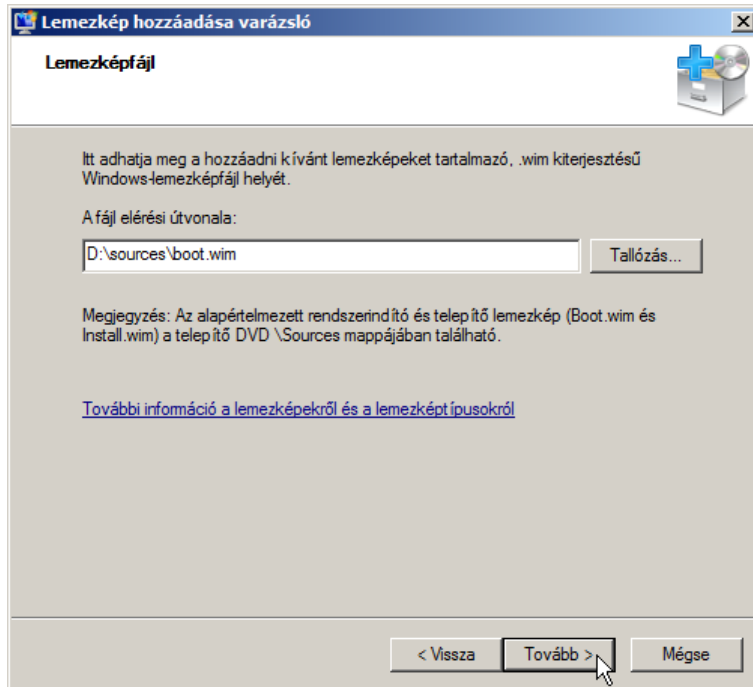 Lemezkép hozzáadása varázsló
Lemezképfájl
Itt adhatja meg a hozzáadni kívánt lemezképeket tartalmazó, .wim kiterjesztésű
Windows-lemezképfájl helyét.
A fájl elérési útvonala:
D:\sources\boot.wim
Tallózás...
Megjegyzés: Az alapértelmezett rendszerindító és telepítő lemezkép (Boot.wim és
Install.wim) a telepítő DVD \Sources mappájában található.
További információ a lemezképekről és a lemezképtípusokról
< Vissza
Tovább >
Mégse